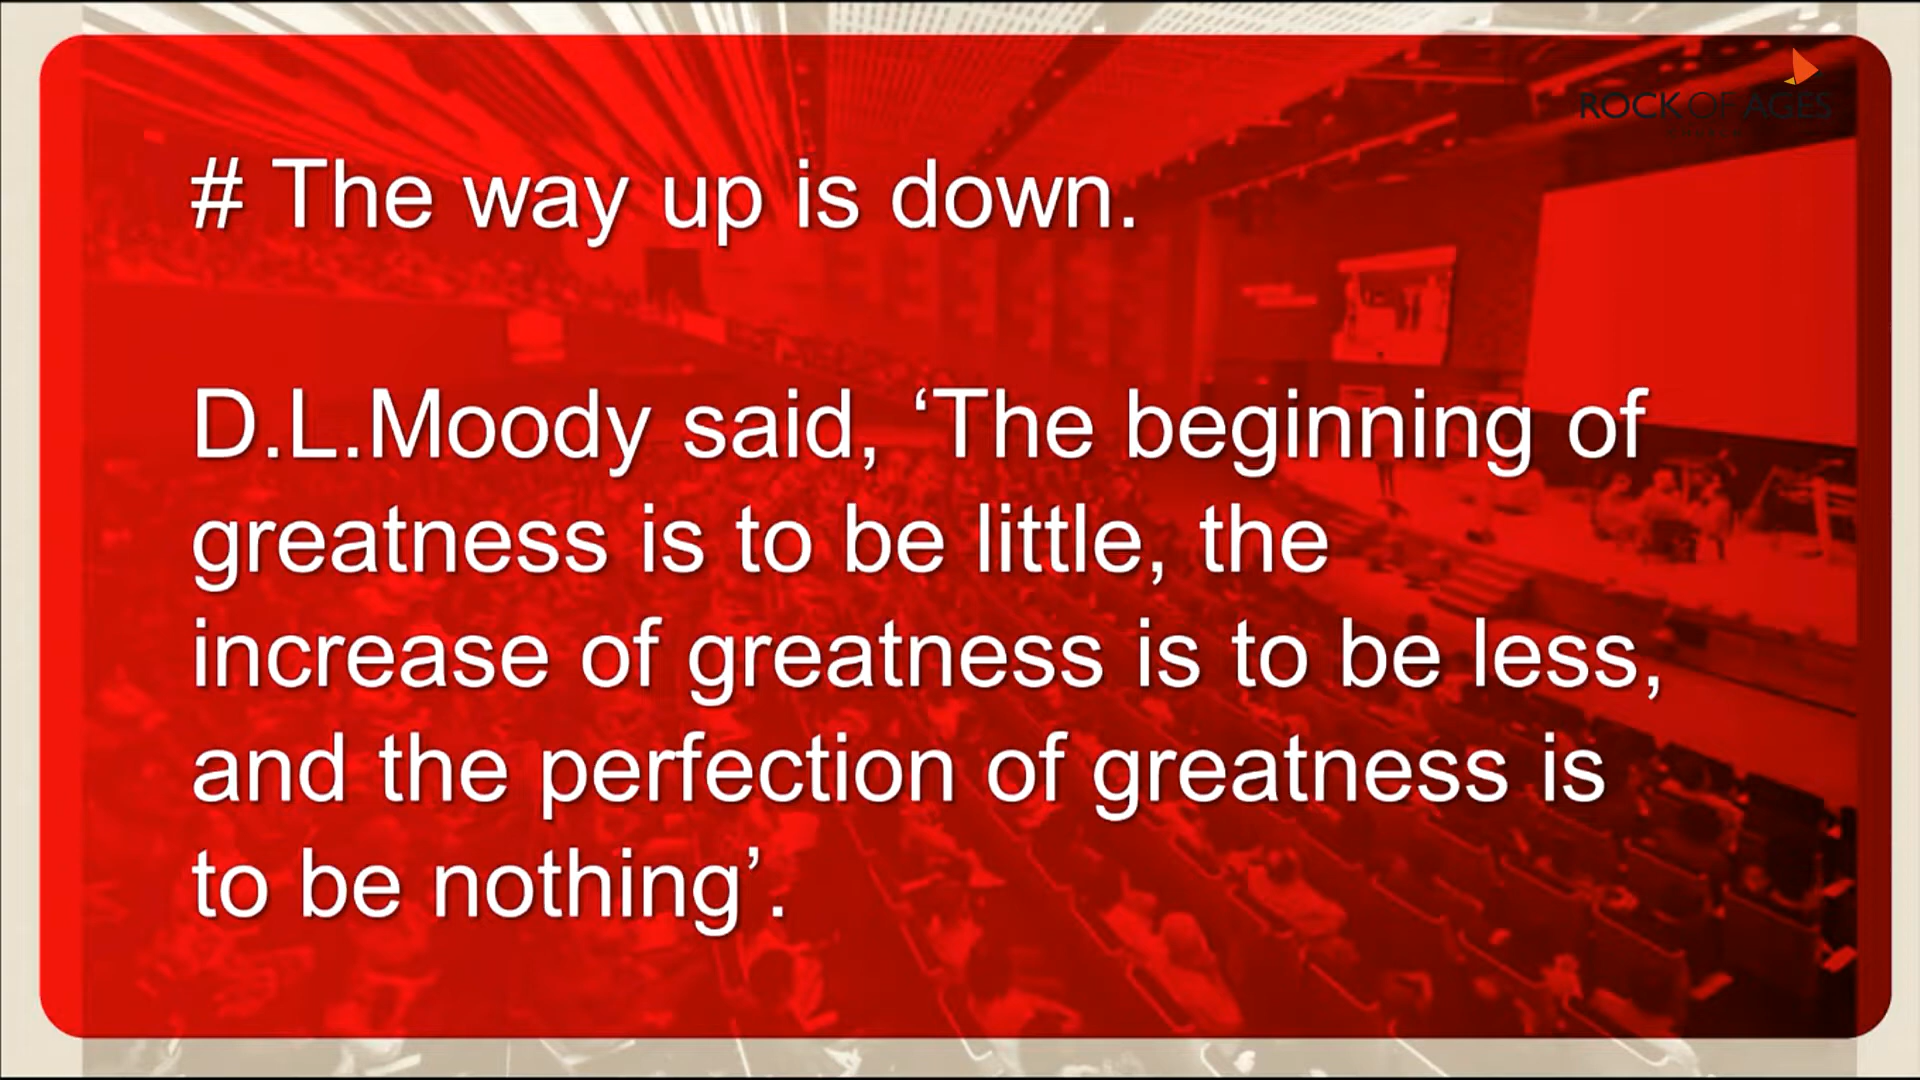 ROCK OF AGES
# The way up is down.
D.L.Moody said, ‘The beginning of
greatness is to be little, the
increase of greatness is to be less,
and the perfection of greatness is
to be nothing’.